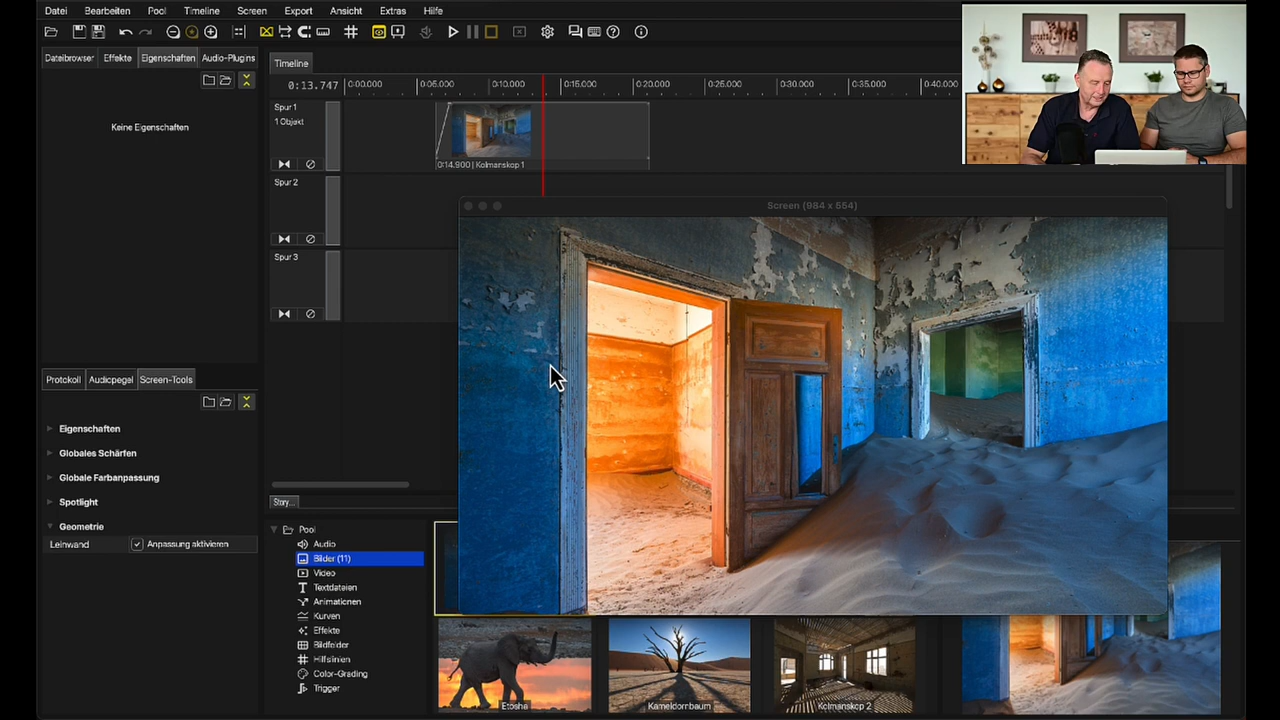 Datei Bearbeiten Pool Timeline Screen Export Ansicht Extras Hilfe
Dateibrowser Effekte Eigenschaften Audio-Plugins
Keine Eigenschaften
Timeline
0:13.747 0:00.000 0:05.000 0:10.000 0:15.000 0:20.000 0:25.000 0:30.000 0:35.000 0:40.000
Spur 1
1 Objekt
0:14.900 | Kolmanskop 1
Spur 2
Spur 3
Screen (984 x 554)
Protokoll Audiopegel Screen-Tools
Eigenschaften
Globales Schärfen
Globale Farbanpassung
Spotlight
Geometrie
Leinwand Anpassung aktivieren
Story...
Pool
Audio
Bilder (11)
Video
Textdateien
Animationen
Kurven
Effekte
Bildfelder
Hilfslinien
Color-Grading
Trigger
Etosha Kameldornbaum Kolmanskop 2